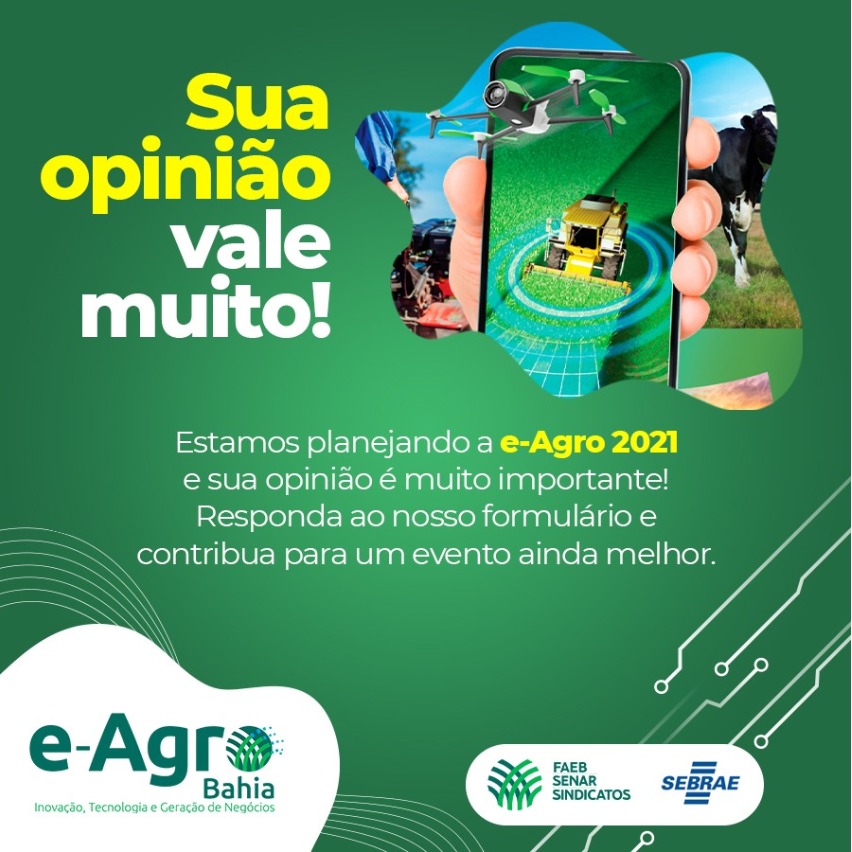 Sua
opinião
vale
muito!
Estamos planejando a e-Agro 2021
e sua opinião é muito importante!
Responda ao nosso formulário e
contribua para um evento ainda melhor.
e-Agro
Bahia
Inovação, Tecnologia e Geração de Negócios
FAEB
SENAR
SINDICATOS
SEBRAE